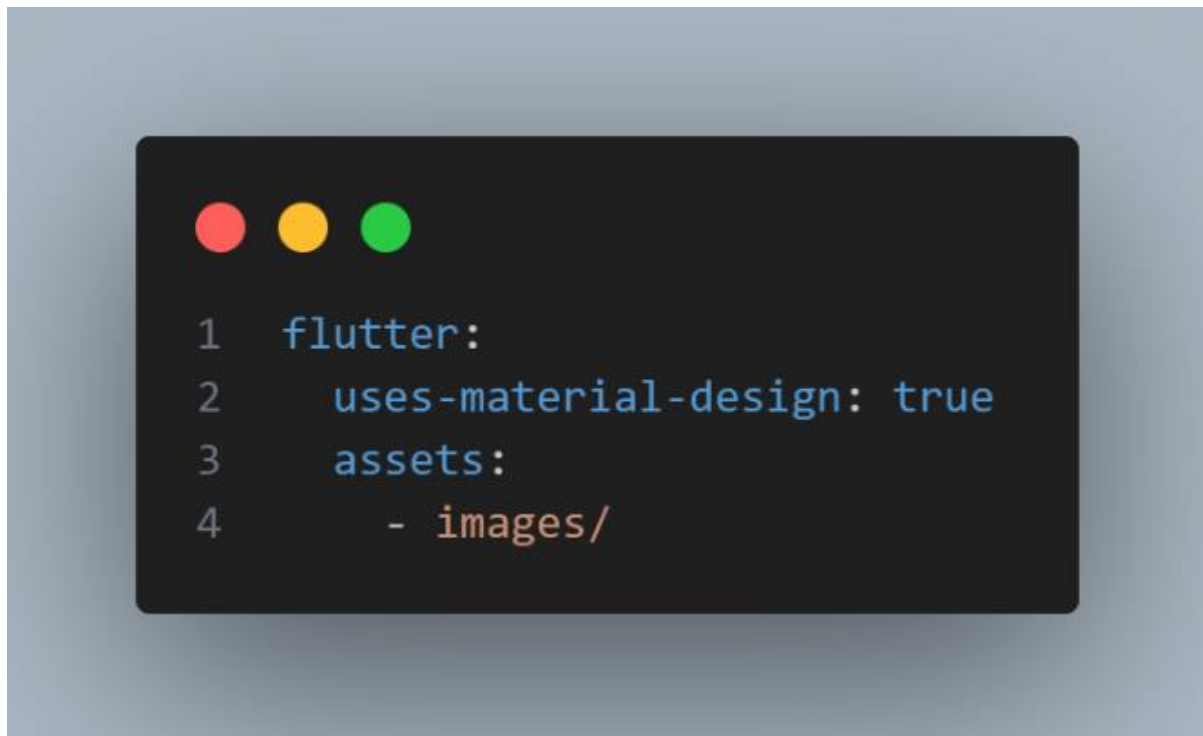 1 flutter:
2   uses-material-design: true
3   assets:
4     - images/